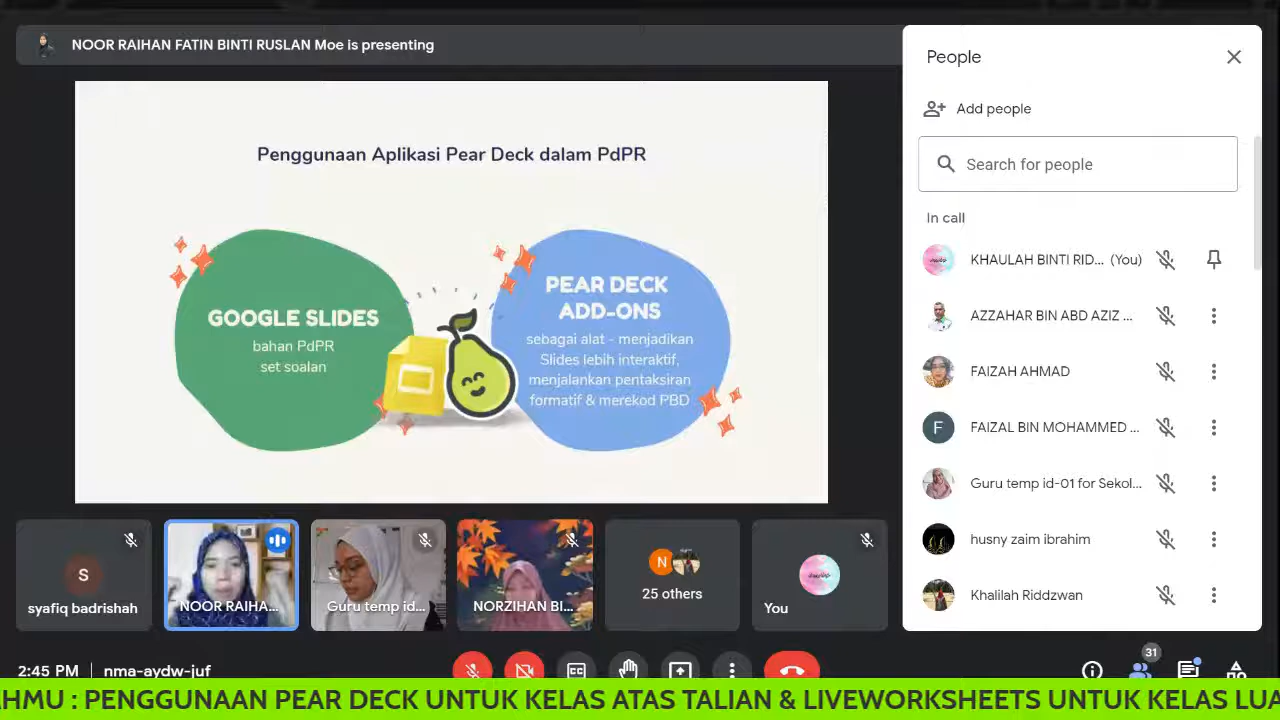 NOOR RAIHAN FATIN BINTI RUSLAN Moe is presenting
Penggunaan Aplikasi Pear Deck dalam PdPR
GOOGLE SLIDES
bahan PdPR
set soalan
PEAR DECK
ADD-ONS
sebagai alat - menjadikan
Slides lebih interaktif,
menjalankan pentaksiran
formatif & merekod PBD
S
syafiq badrishah
NOOR RAIHA...
Guru temp id...
NORZIHAN BI...
N
25 others
You
People
Add people
Search for people
In call
KHAULAH BINTI RID... (You)
AZZAHAR BIN ABD AZIZ ...
FAIZAH AHMAD
F
FAIZAL BIN MOHAMMED ...
Guru temp id-01 for Sekol...
husny zaim ibrahim
Khalilah Riddzwan
2:45 PM | nma-aydw-juf
CC
31
HMU : PENGGUNAAN PEAR DECK UNTUK KELAS ATAS TALIAN & LIVEWORKSHEETS UNTUK KELAS LUA